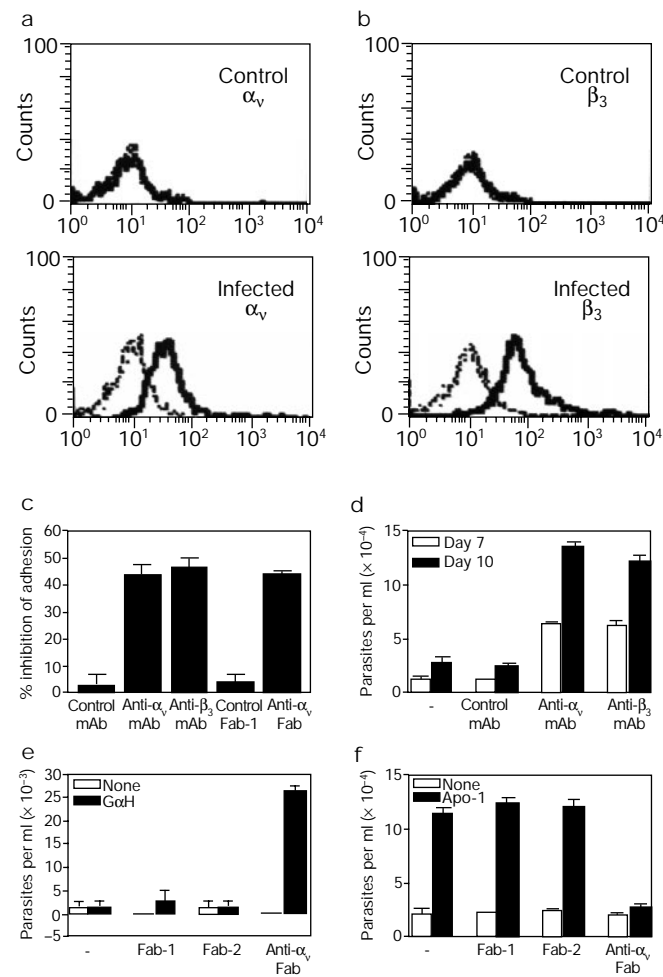 a
b
100
Control
αv
Counts
0
10^0 10^1 10^2 10^3 10^4
100
Control
β3
Counts
0
10^0 10^1 10^2 10^3 10^4
100
Infected
αv
Counts
0
10^0 10^1 10^2 10^3 10^4
100
Infected
β3
Counts
0
10^0 10^1 10^2 10^3 10^4
c
% inhibition of adhesion
60
50
40
30
20
10
0
Control Anti-αv Anti-β3 Control Anti-αv
mAb mAb mAb Fab-1 Fab
d
Parasites per ml (× 10^−4)
15
10
5
0
Day 7
Day 10
- Control Anti-αv Anti-β3
mAb mAb mAb
e
Parasites per ml (× 10^−3)
30
25
20
15
10
5
0
−5
None
GαH
- Fab-1 Fab-2 Anti-αv
Fab
f
Parasites per ml (× 10^−4)
15
10
5
0
None
Apo-1
- Fab-1 Fab-2 Anti-αv
Fab